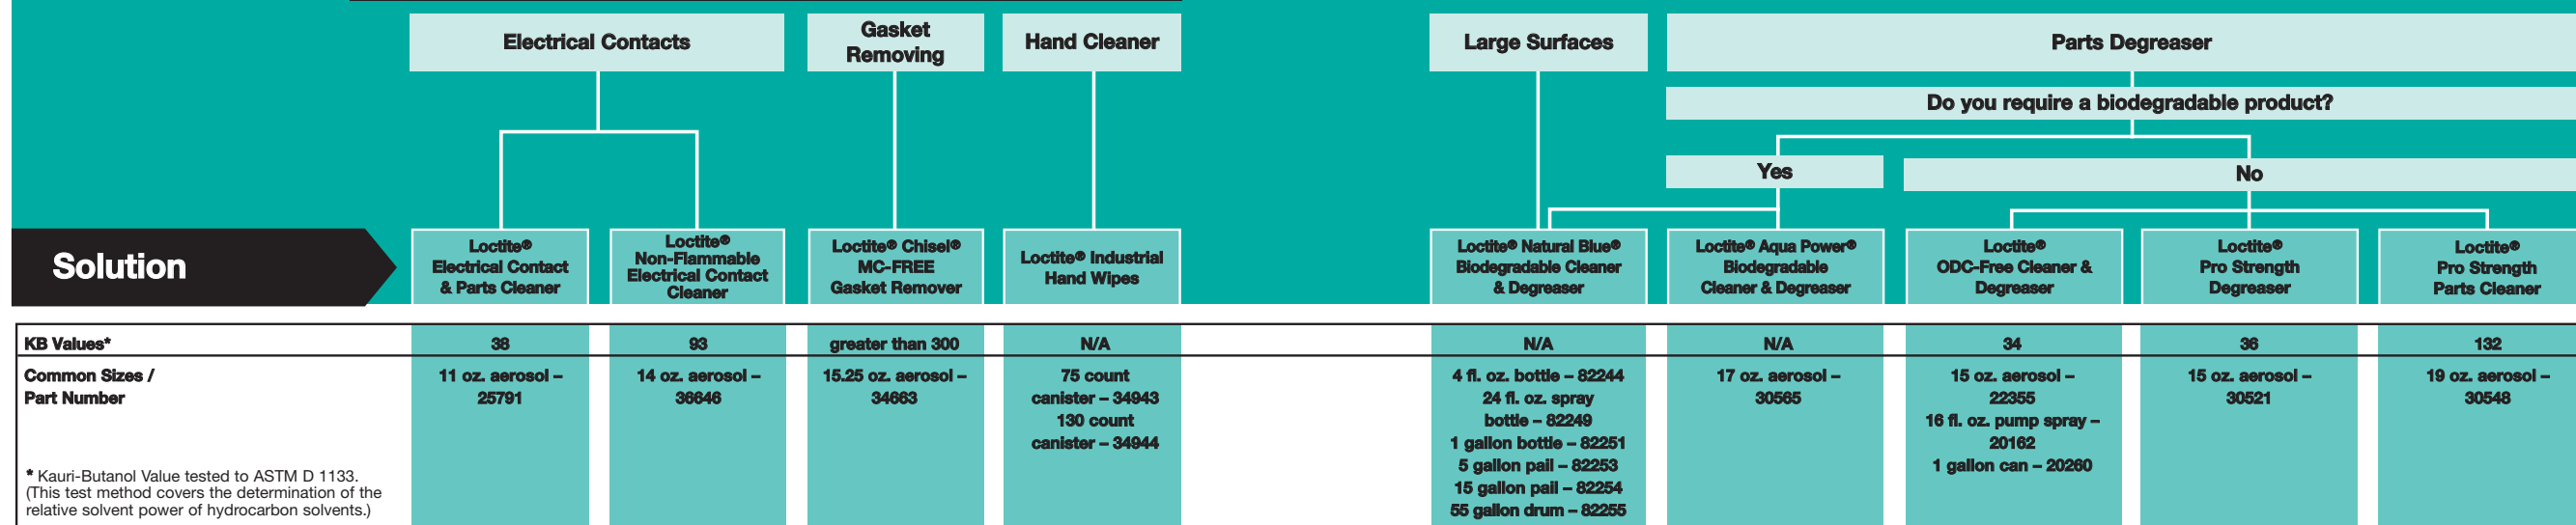 Electrical Contacts
Gasket
Removing
Hand Cleaner
Large Surfaces
Parts Degreaser
Do you require a biodegradable product?
Yes
No
Solution
Loctite®
Electrical Contact
& Parts Cleaner
Loctite®
Non-Flammable
Electrical Contact
Cleaner
Loctite® Chisel®
MC-FREE
Gasket Remover
Loctite® Industrial
Hand Wipes
Loctite® Natural Blue®
Biodegradable Cleaner
& Degreaser
Loctite® Aqua Power®
Biodegradable
Cleaner & Degreaser
Loctite®
ODC-Free Cleaner &
Degreaser
Loctite®
Pro Strength
Degreaser
Loctite®
Pro Strength
Parts Cleaner
KB Values*
38
93
greater than 300
N/A
N/A
N/A
34
36
132
Common Sizes /
Part Number
11 oz. aerosol –
25791
14 oz. aerosol –
36646
15.25 oz. aerosol –
34663
75 count
canister – 34943
130 count
canister – 34944
4 fl. oz. bottle – 82244
24 fl. oz. spray
bottle – 82249
1 gallon bottle – 82251
5 gallon pail – 82253
15 gallon pail – 82254
55 gallon drum – 82255
17 oz. aerosol –
30565
15 oz. aerosol –
22355
16 fl. oz. pump spray –
20162
1 gallon can – 20260
15 oz. aerosol –
30521
19 oz. aerosol –
30548
* Kauri-Butanol Value tested to ASTM D 1133.
(This test method covers the determination of the
relative solvent power of hydrocarbon solvents.)